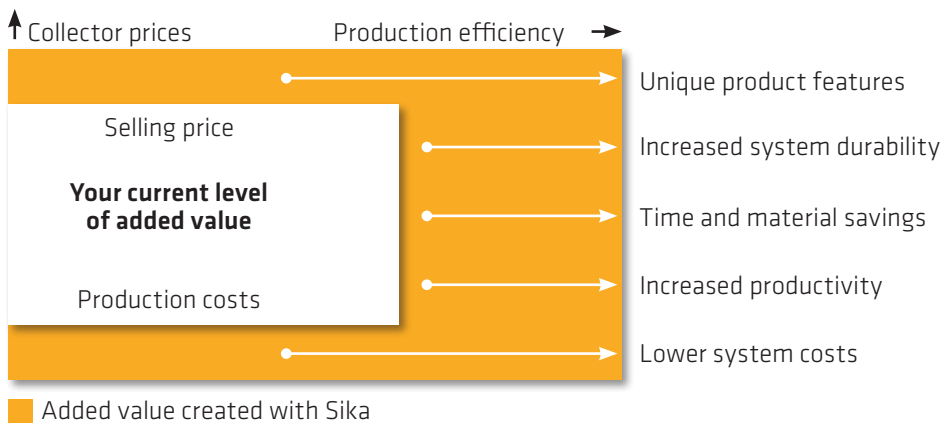 Collector prices
Production efficiency
Unique product features
Selling price
Increased system durability
Your current level
of added value
Time and material savings
Production costs
Increased productivity
Lower system costs
Added value created with Sika